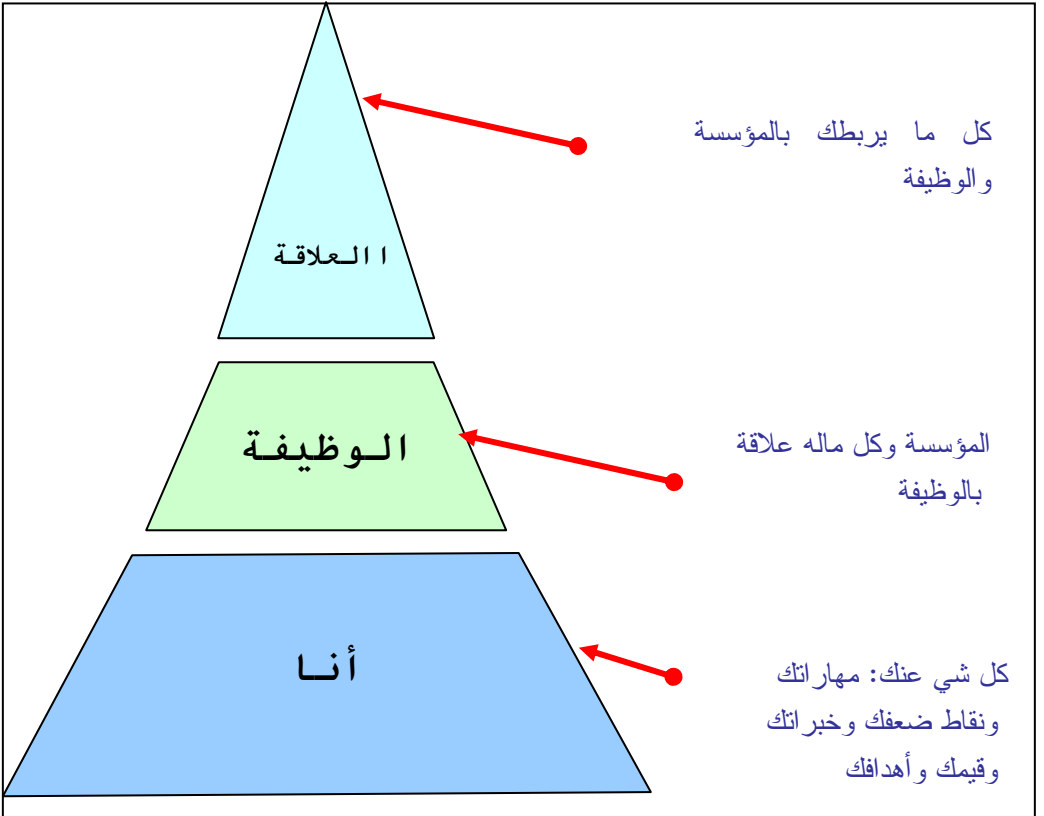 كل ما يربطك بالمؤسسة
والوظيفة
ا العلاقة
المؤسسة وكل ماله علاقة
بالوظيفة
الوظيفة
كل شي عنك: مهاراتك
ونقاط ضعفك وخبراتك
وقيمك وأهدافك
أنا